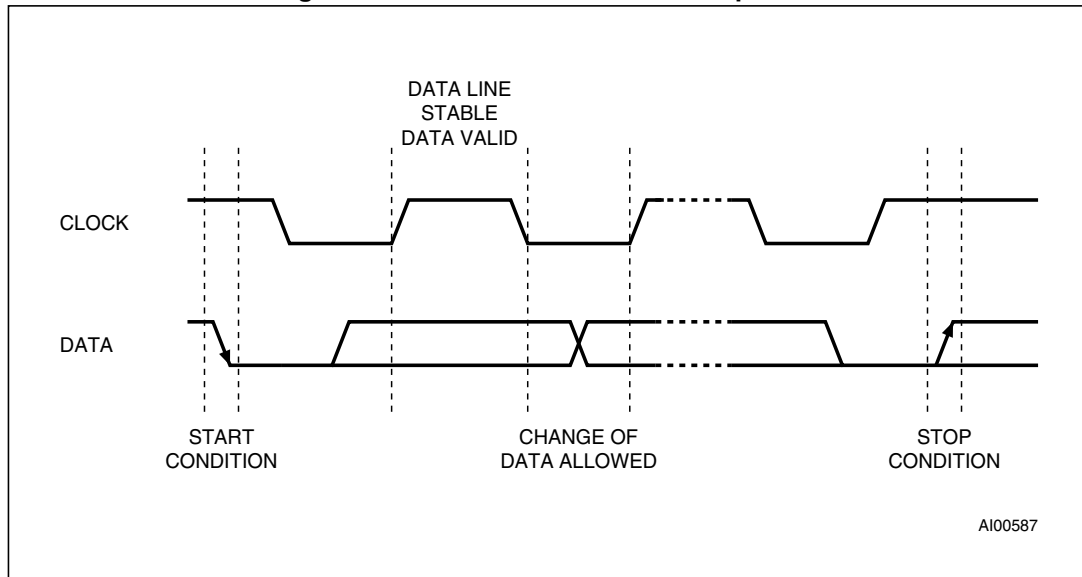 DATA LINE
STABLE
DATA VALID
CLOCK
DATA
START
CONDITION
CHANGE OF
DATA ALLOWED
STOP
CONDITION
AI00587